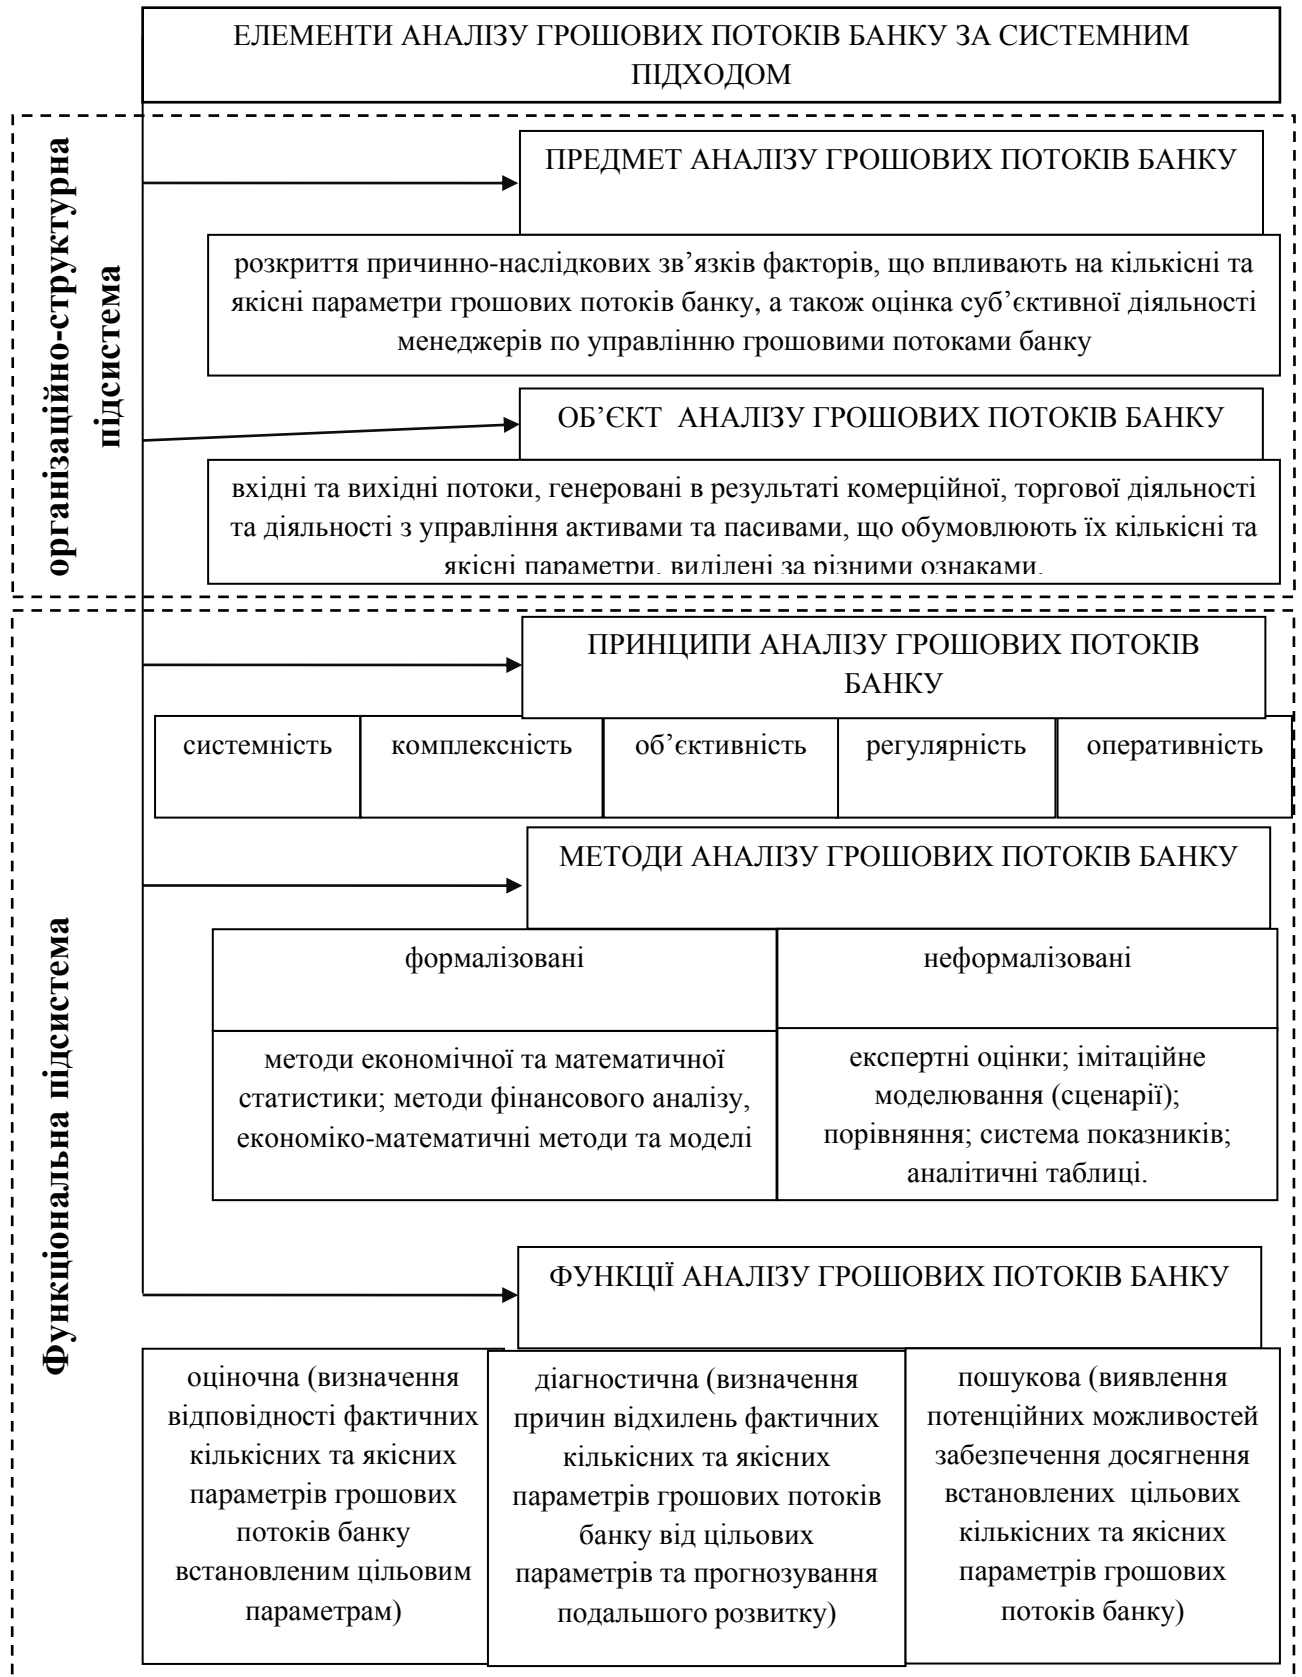 ЕЛЕМЕНТИ АНАЛІЗУ ГРОШОВИХ ПОТОКІВ БАНКУ ЗА СИСТЕМНИМ
ПІДХОДОМ
організаційно-структурна
підсистема
ПРЕДМЕТ АНАЛІЗУ ГРОШОВИХ ПОТОКІВ БАНКУ
розкриття причинно-наслідкових зв’язків факторів, що впливають на кількісні та
якісні параметри грошових потоків банку, а також оцінка суб’єктивної діяльності
менеджерів по управлінню грошовими потоками банку
ОБ’ЄКТ АНАЛІЗУ ГРОШОВИХ ПОТОКІВ БАНКУ
вхідні та вихідні потоки, генеровані в результаті комерційної, торгової діяльності
та діяльності з управління активами та пасивами, що обумовлюють їх кількісні та
якісні параметри, виділені за різними ознаками.
Функціональна підсистема
ПРИНЦИПИ АНАЛІЗУ ГРОШОВИХ ПОТОКІВ
БАНКУ
системність
комплексність
об’єктивність
регулярність
оперативність
МЕТОДИ АНАЛІЗУ ГРОШОВИХ ПОТОКІВ БАНКУ
формалізовані
методи економічної та математичної
статистики; методи фінансового аналізу,
економіко-математичні методи та моделі
неформалізовані
експертні оцінки; імітаційне
моделювання (сценарії);
порівняння; система показників;
аналітичні таблиці.
ФУНКЦІЇ АНАЛІЗУ ГРОШОВИХ ПОТОКІВ БАНКУ
оціночна (визначення
відповідності фактичних
кількісних та якісних
параметрів грошових
потоків банку
встановленим цільовим
параметрам)
діагностична (визначення
причин відхилень фактичних
кількісних та якісних
параметрів грошових потоків
банку від цільових
параметрів та прогнозування
подальшого розвитку)
пошукова (виявлення
потенційних можливостей
забезпечення досягнення
встановлених цільових
кількісних та якісних
параметрів грошових
потоків банку)